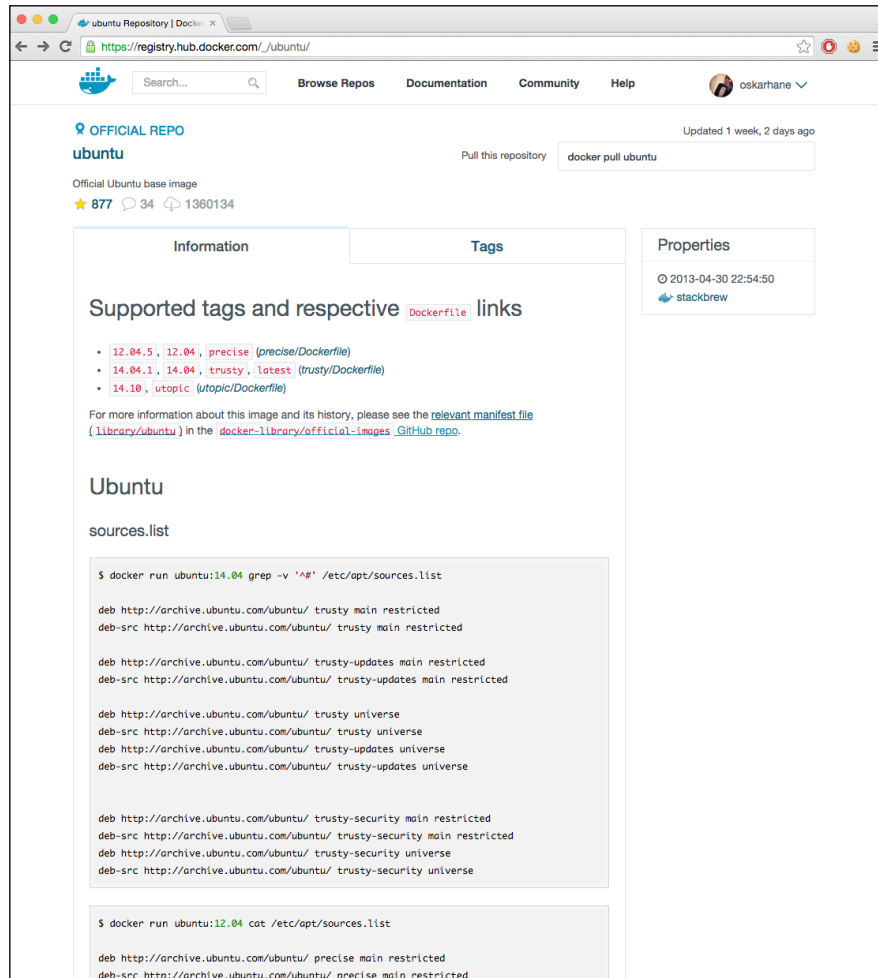 ubuntu Repository | Docke ×
https://registry.hub.docker.com/_/ubuntu/
Search... Browse Repos Documentation Community Help oskarhane
OFFICIAL REPO Updated 1 week, 2 days ago
ubuntu Pull this repository docker pull ubuntu
Official Ubuntu base image
877 34 1360134
Information Tags Properties
2013-04-30 22:54:50
stackbrew
Supported tags and respective Dockerfile links
• 12.04.5 , 12.04 , precise (precise/Dockerfile)
• 14.04.1 , 14.04 , trusty , latest (trusty/Dockerfile)
• 14.10 , utopic (utopic/Dockerfile)
For more information about this image and its history, please see the relevant manifest file
( library/ubuntu ) in the docker-library/official-images GitHub repo.
Ubuntu
sources.list
$ docker run ubuntu:14.04 grep -v '^#' /etc/apt/sources.list
deb http://archive.ubuntu.com/ubuntu/ trusty main restricted
deb-src http://archive.ubuntu.com/ubuntu/ trusty main restricted
deb http://archive.ubuntu.com/ubuntu/ trusty-updates main restricted
deb-src http://archive.ubuntu.com/ubuntu/ trusty-updates main restricted
deb http://archive.ubuntu.com/ubuntu/ trusty universe
deb-src http://archive.ubuntu.com/ubuntu/ trusty universe
deb http://archive.ubuntu.com/ubuntu/ trusty-updates universe
deb-src http://archive.ubuntu.com/ubuntu/ trusty-updates universe
deb http://archive.ubuntu.com/ubuntu/ trusty-security main restricted
deb-src http://archive.ubuntu.com/ubuntu/ trusty-security main restricted
deb http://archive.ubuntu.com/ubuntu/ trusty-security universe
deb-src http://archive.ubuntu.com/ubuntu/ trusty-security universe
$ docker run ubuntu:12.04 cat /etc/apt/sources.list
deb http://archive.ubuntu.com/ubuntu/ precise main restricted
deb-src http://archive.ubuntu.com/ubuntu/ precise main restricted